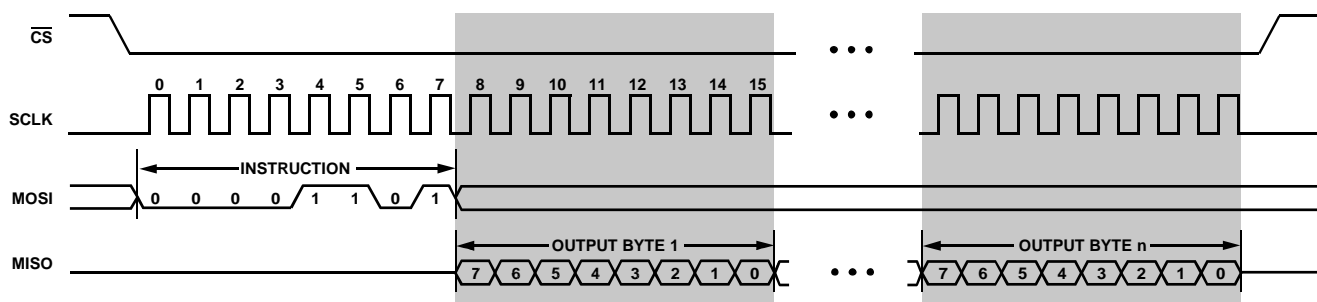 CS
0 1 2 3 4 5 6 7 8 9 10 11 12 13 14 15
SCLK
INSTRUCTION
MOSI 0 0 0 0 1 1 0 1
OUTPUT BYTE 1 OUTPUT BYTE n
MISO 7 6 5 4 3 2 1 0 7 6 5 4 3 2 1 0